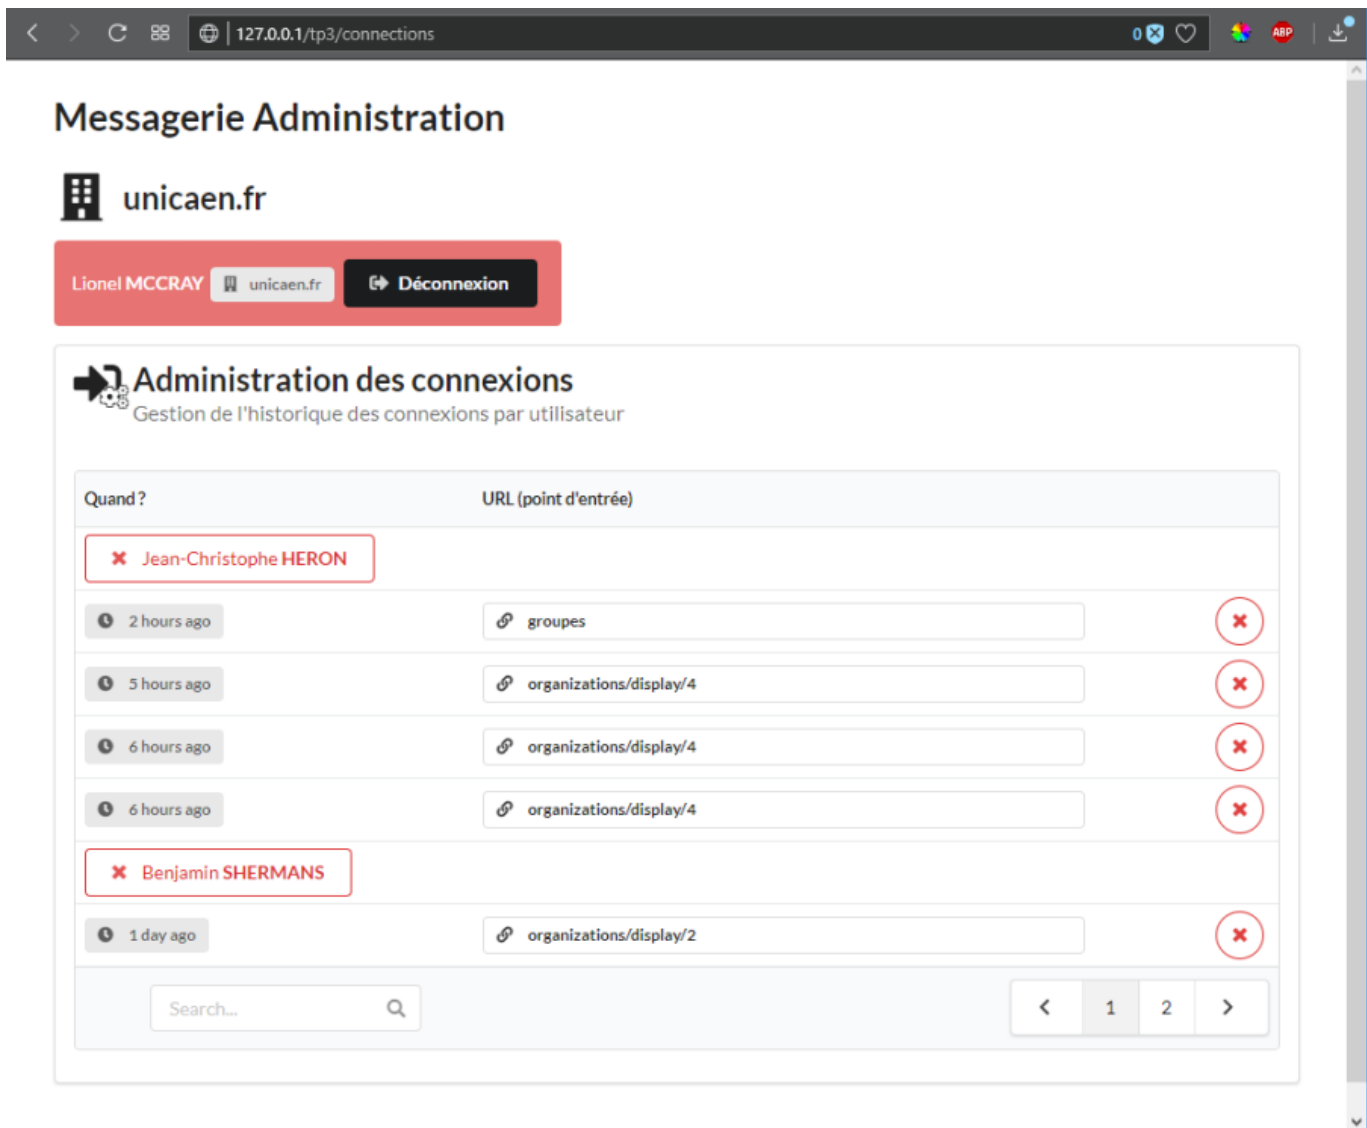 127.0.0.1/tp3/connections 0 ABP
Messagerie Administration
unicaen.fr
Lionel MCCRAY unicaen.fr Déconnexion
Administration des connexions
Gestion de l'historique des connexions par utilisateur
Quand ? URL (point d'entrée)
Jean-Christophe HERON
2 hours ago groupes
5 hours ago organizations/display/4
6 hours ago organizations/display/4
6 hours ago organizations/display/4
Benjamin SHERMANS
1 day ago organizations/display/2
Search... 1 2